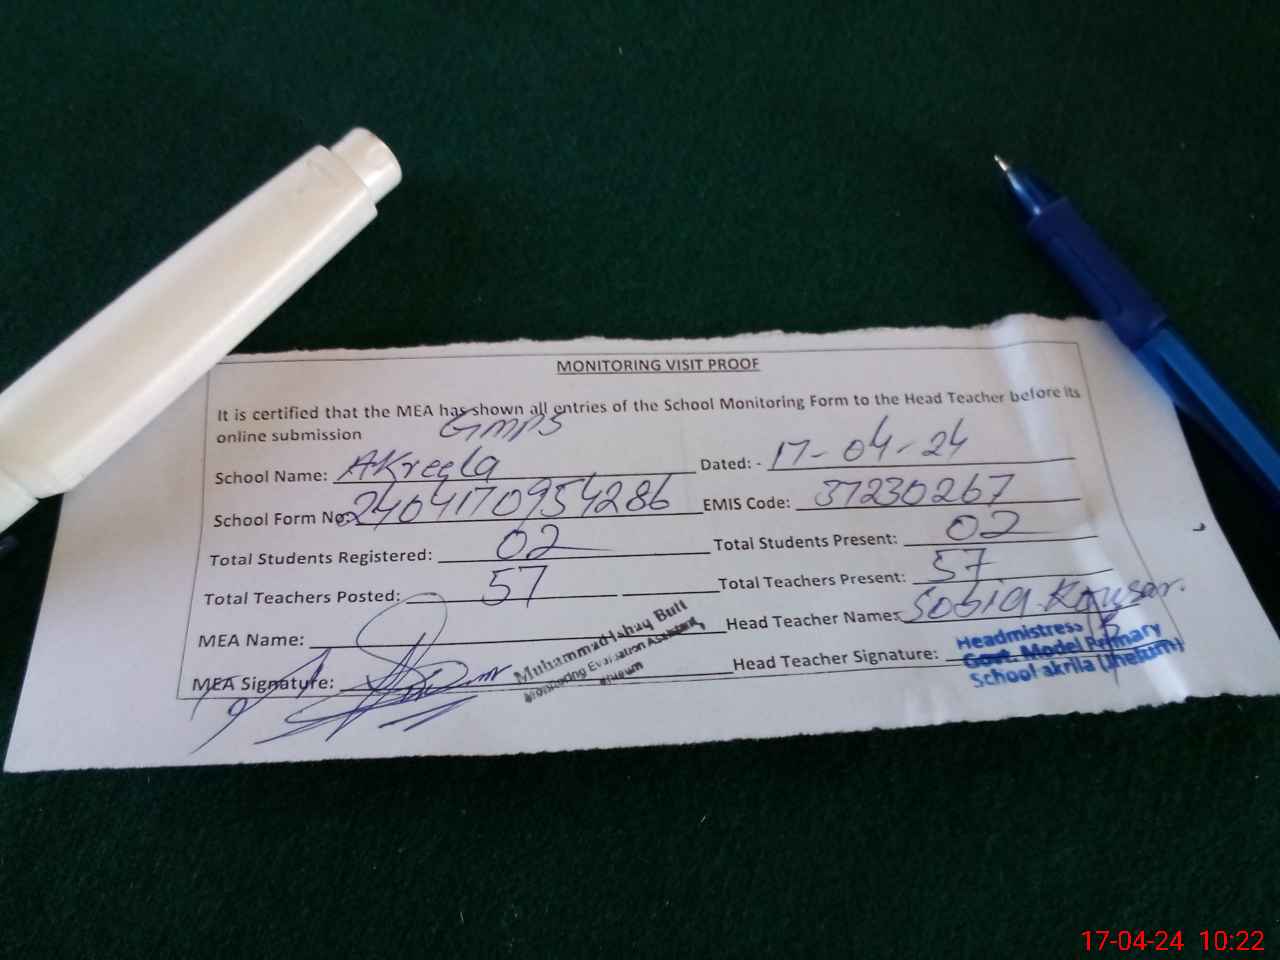 MONITORING VISIT PROOF
It is certified that the MEA has shown all entries of the School Monitoring Form to the Head Teacher before its
online submission GMPS
School Name: AKreela Dated: - 17-04-24
School Form No: 2404170954286 EMIS Code: 37230267
Total Students Registered: 02 Total Students Present: 02
Total Teachers Posted: 57 Total Teachers Present: 57
MEA Name: Head Teacher Name: Sobia Kousar.
MEA Signature: Head Teacher Signature:
Muhammad Ishaq Butt
Monitoring Evaluation Assistant
Jhelum
Headmistress
Govt. Model Primary
School akrila (Jhelum)
17-04-24 10:22